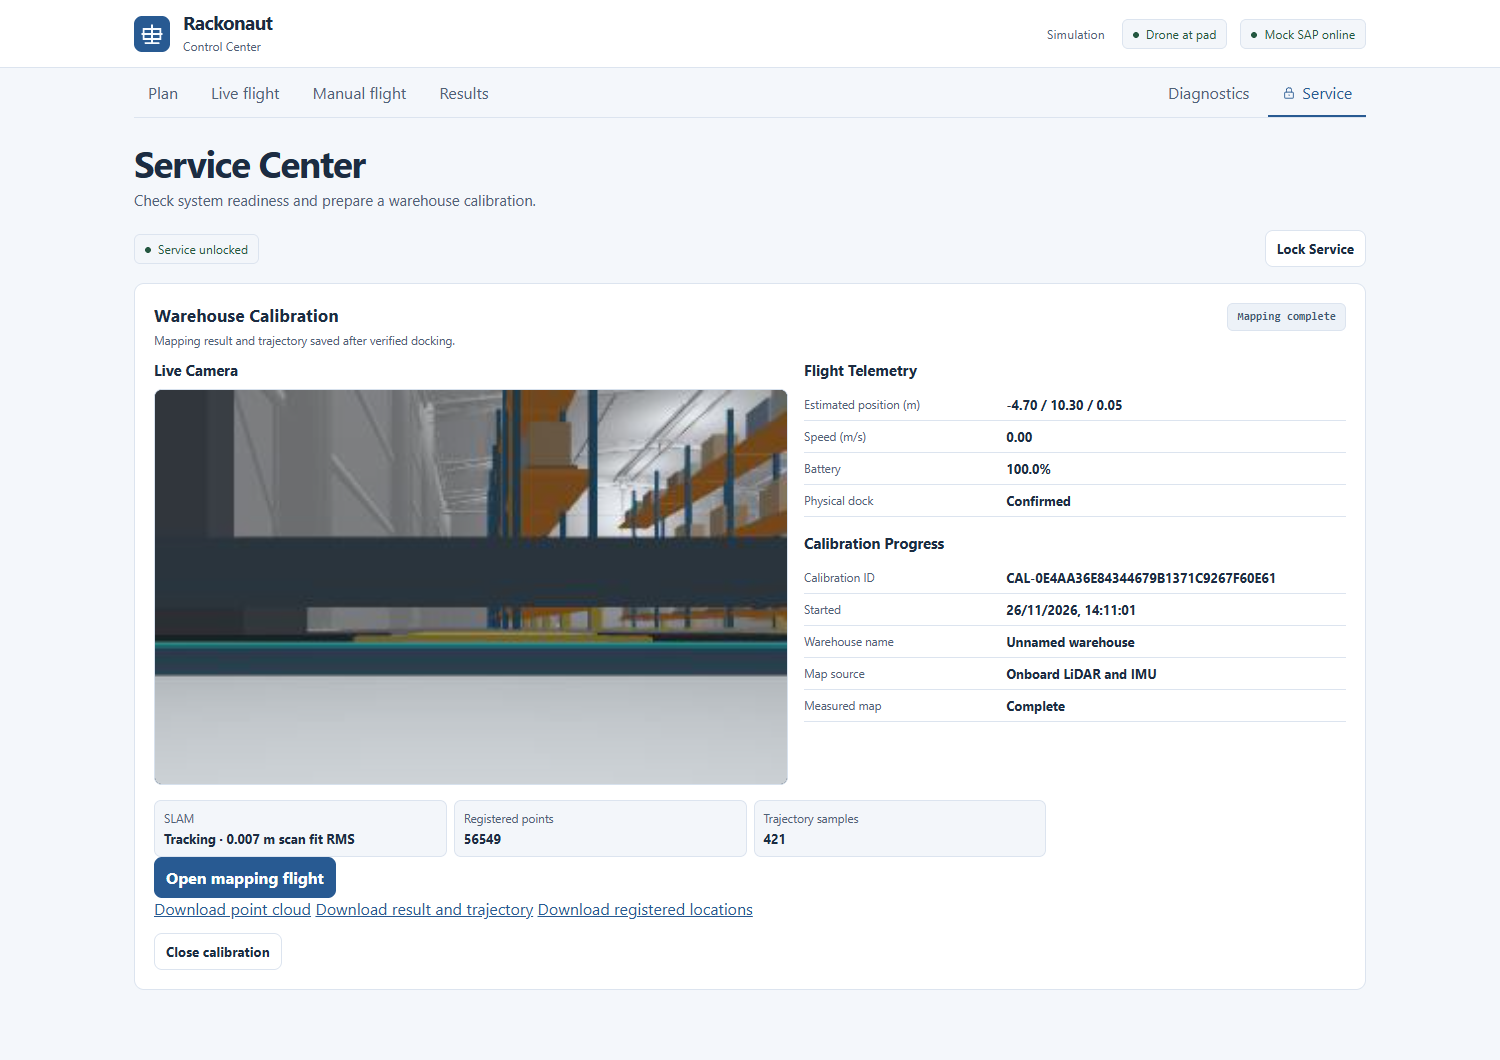 Rackonaut
Control Center
Simulation
Drone at pad
Mock SAP online
Plan
Live flight
Manual flight
Results
Diagnostics
Service
Service Center
Check system readiness and prepare a warehouse calibration.
Service unlocked
Lock Service
Warehouse Calibration
Mapping complete
Mapping result and trajectory saved after verified docking.
Live Camera
Flight Telemetry
Estimated position (m) -4.70 / 10.30 / 0.05
Speed (m/s) 0.00
Battery 100.0%
Physical dock Confirmed
Calibration Progress
Calibration ID CAL-0E4AA36E84344679B1371C9267F60E61
Started 26/11/2026, 14:11:01
Warehouse name Unnamed warehouse
Map source Onboard LiDAR and IMU
Measured map Complete
SLAM
Tracking · 0.007 m scan fit RMS
Registered points
56549
Trajectory samples
421
Open mapping flight
Download point cloud Download result and trajectory Download registered locations
Close calibration